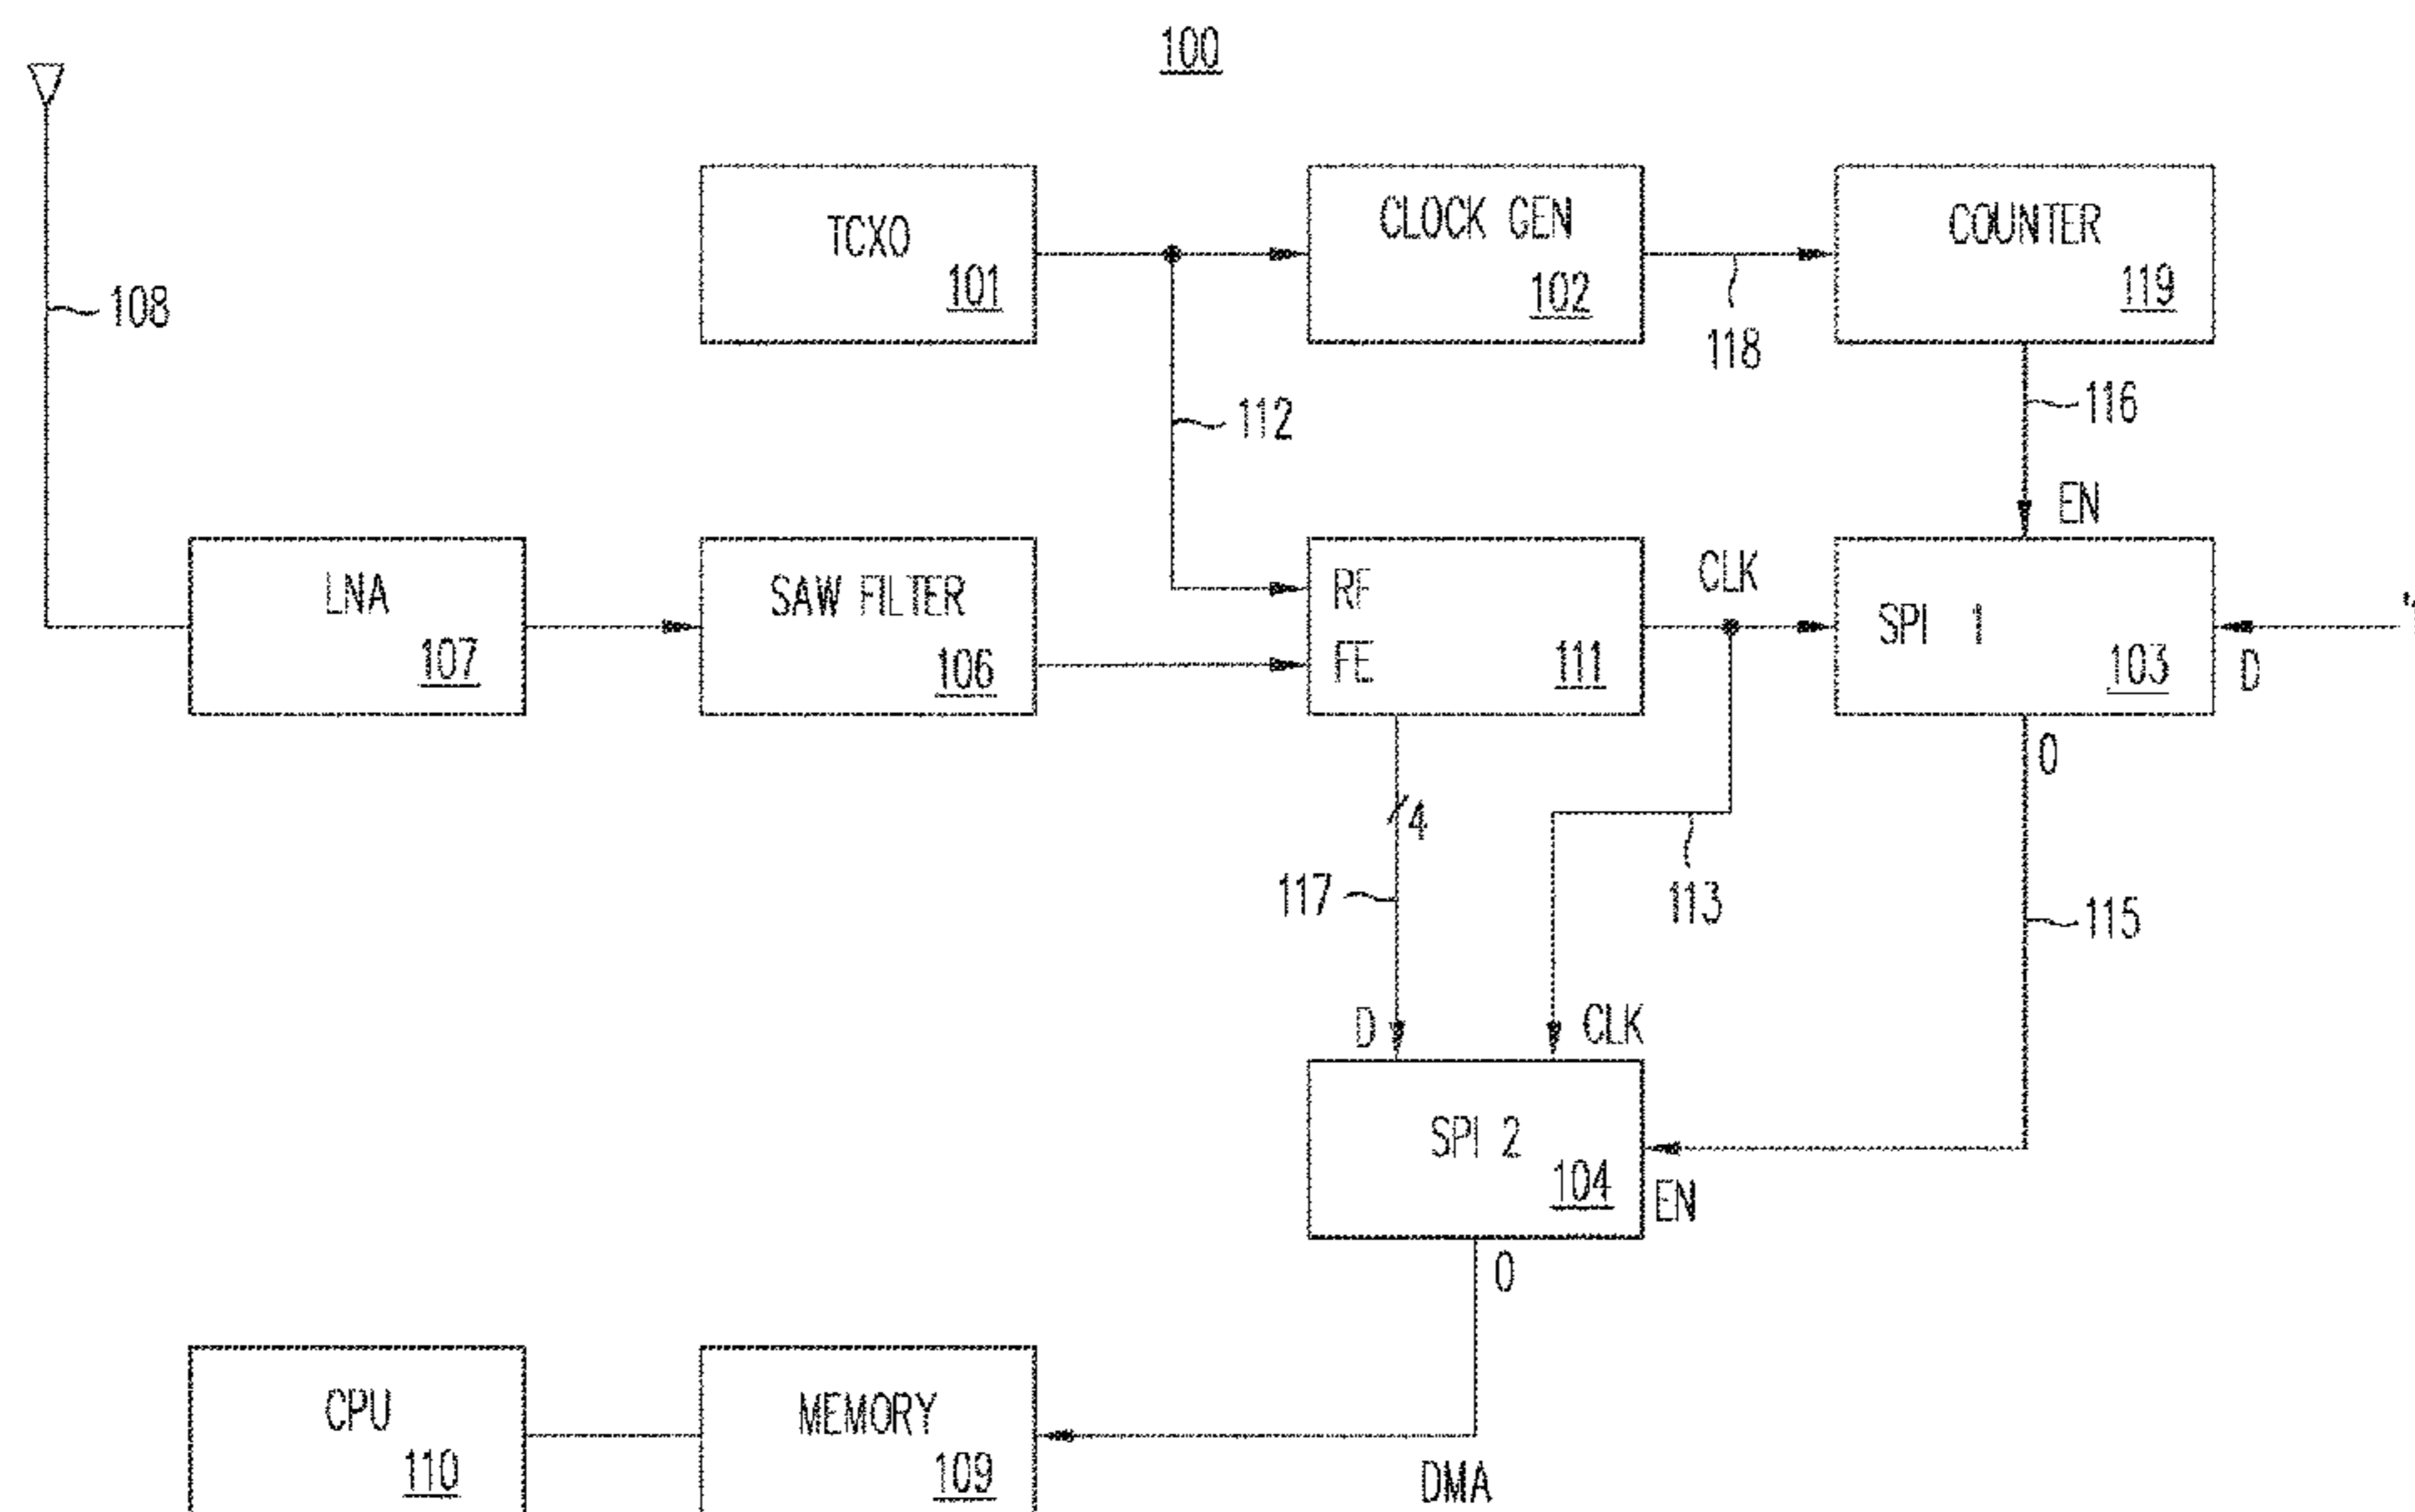 100
TCXO
101
CLOCK GEN
102
COUNTER
119
108
118
112
116
EN
LNA
107
SAW FILTER
106
RF
FE
111
CLK
SPI 1
103
D
O
4
117
113
115
D
CLK
SPI 2
104
EN
O
CPU
110
MEMORY
109
DMA